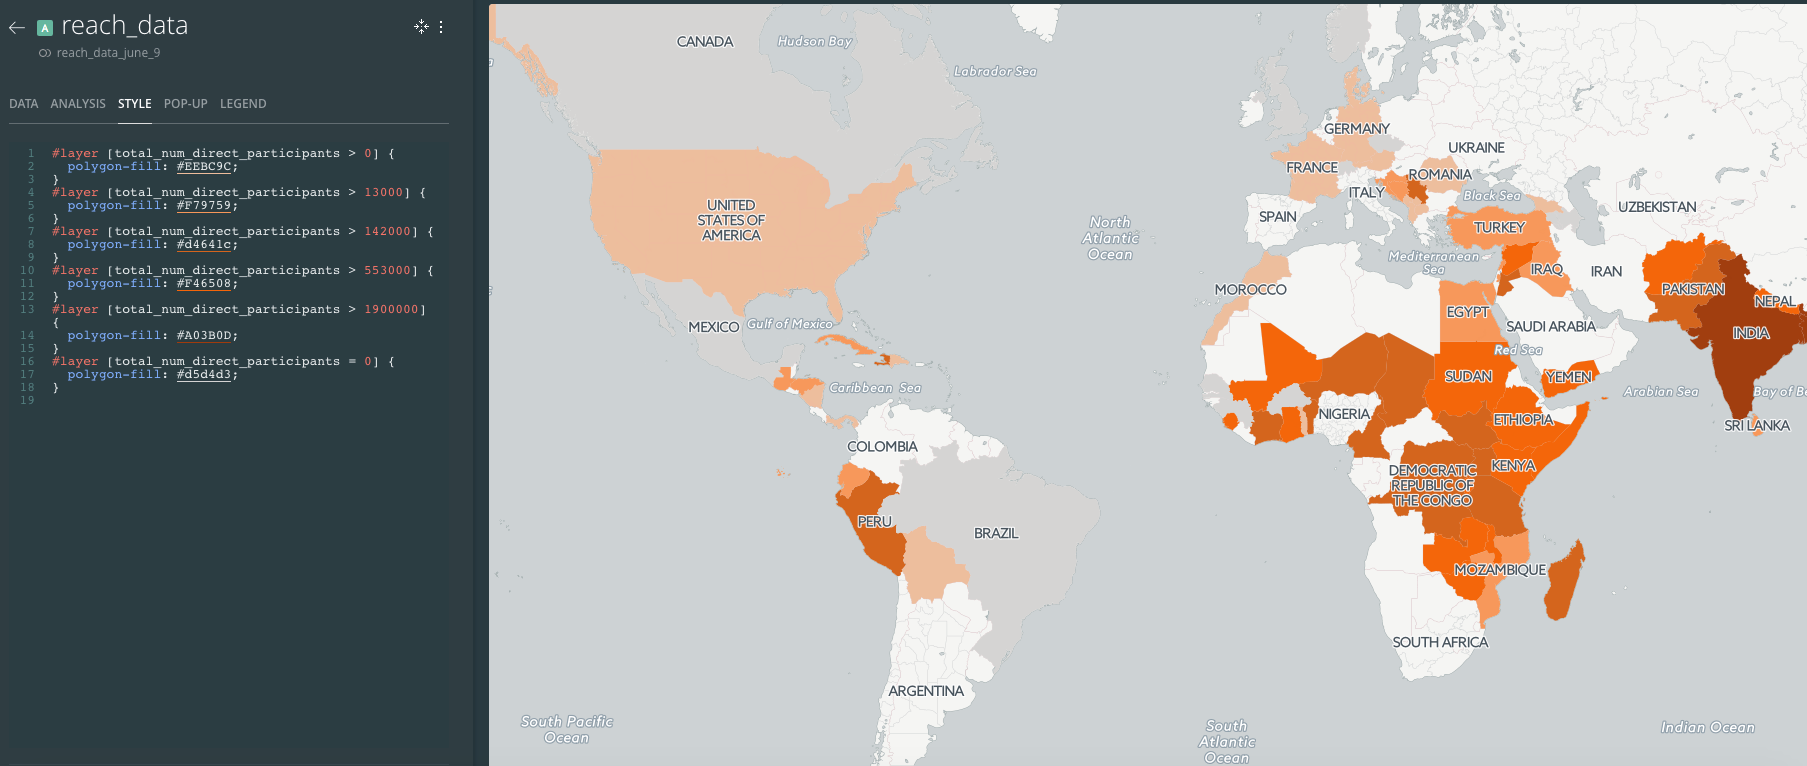 reach_data
A
reach_data_june_9
DATA ANALYSIS STYLE POP-UP LEGEND
1 #layer [total_num_direct_participants > 0] {
2 polygon-fill: #EEBC9C;
3 }
4 #layer [total_num_direct_participants > 13000] {
5 polygon-fill: #F79759;
6 }
7 #layer [total_num_direct_participants > 142000] {
8 polygon-fill: #d4641c;
9 }
10 #layer [total_num_direct_participants > 553000] {
11 polygon-fill: #F46508;
12 }
13 #layer [total_num_direct_participants > 1900000]
{
14 polygon-fill: #A03B0D;
15 }
16 #layer [total_num_direct_participants = 0] {
17 polygon-fill: #d5d4d3;
18 }
19
CANADA
Hudson Bay
Labrador Sea
GERMANY
UKRAINE
FRANCE
ROMANIA
ITALY
Black Sea
UNITED
STATES OF
AMERICA
North
Atlantic
Ocean
SPAIN
UZBEKISTAN
TURKEY
Mediterranean
Sea
IRAQ
IRAN
MOROCCO
PAKISTAN
NEPAL
EGYPT
MEXICO
Gulf of Mexico
SAUDI ARABIA
INDIA
Red Sea
SUDAN
YEMEN
Caribbean Sea
Arabian Sea
Bay of B
NIGERIA
ETHIOPIA
SRI LANKA
COLOMBIA
KENYA
DEMOCRATIC
REPUBLIC OF
THE CONGO
PERU
BRAZIL
MOZAMBIQUE
SOUTH AFRICA
ARGENTINA
South Pacific
Ocean
South
Atlantic
Ocean
Indian Ocean